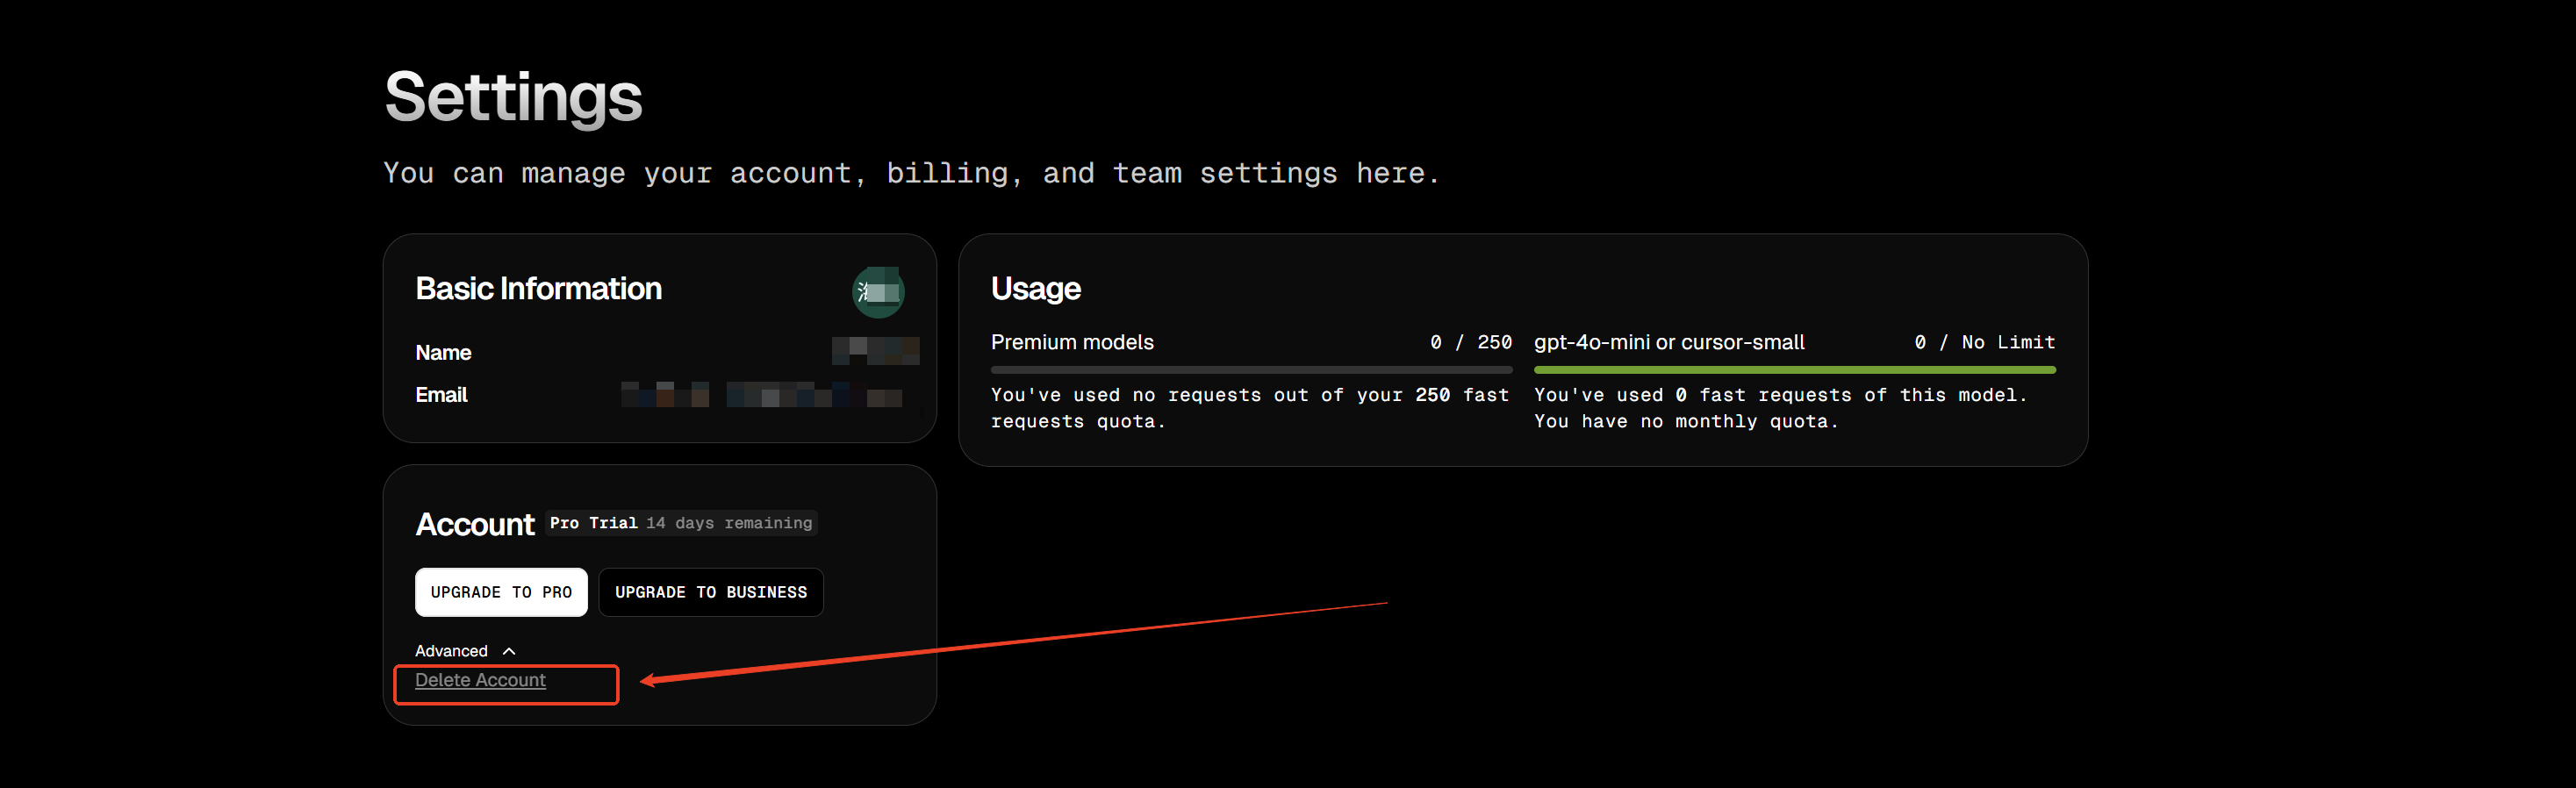 Settings
You can manage your account, billing, and team settings here.
Basic Information
Name
Email
Usage
Premium models 0 / 250
You've used no requests out of your 250 fast
requests quota.
gpt-4o-mini or cursor-small 0 / No Limit
You've used 0 fast requests of this model.
You have no monthly quota.
Account Pro Trial 14 days remaining
UPGRADE TO PRO UPGRADE TO BUSINESS
Advanced
Delete Account